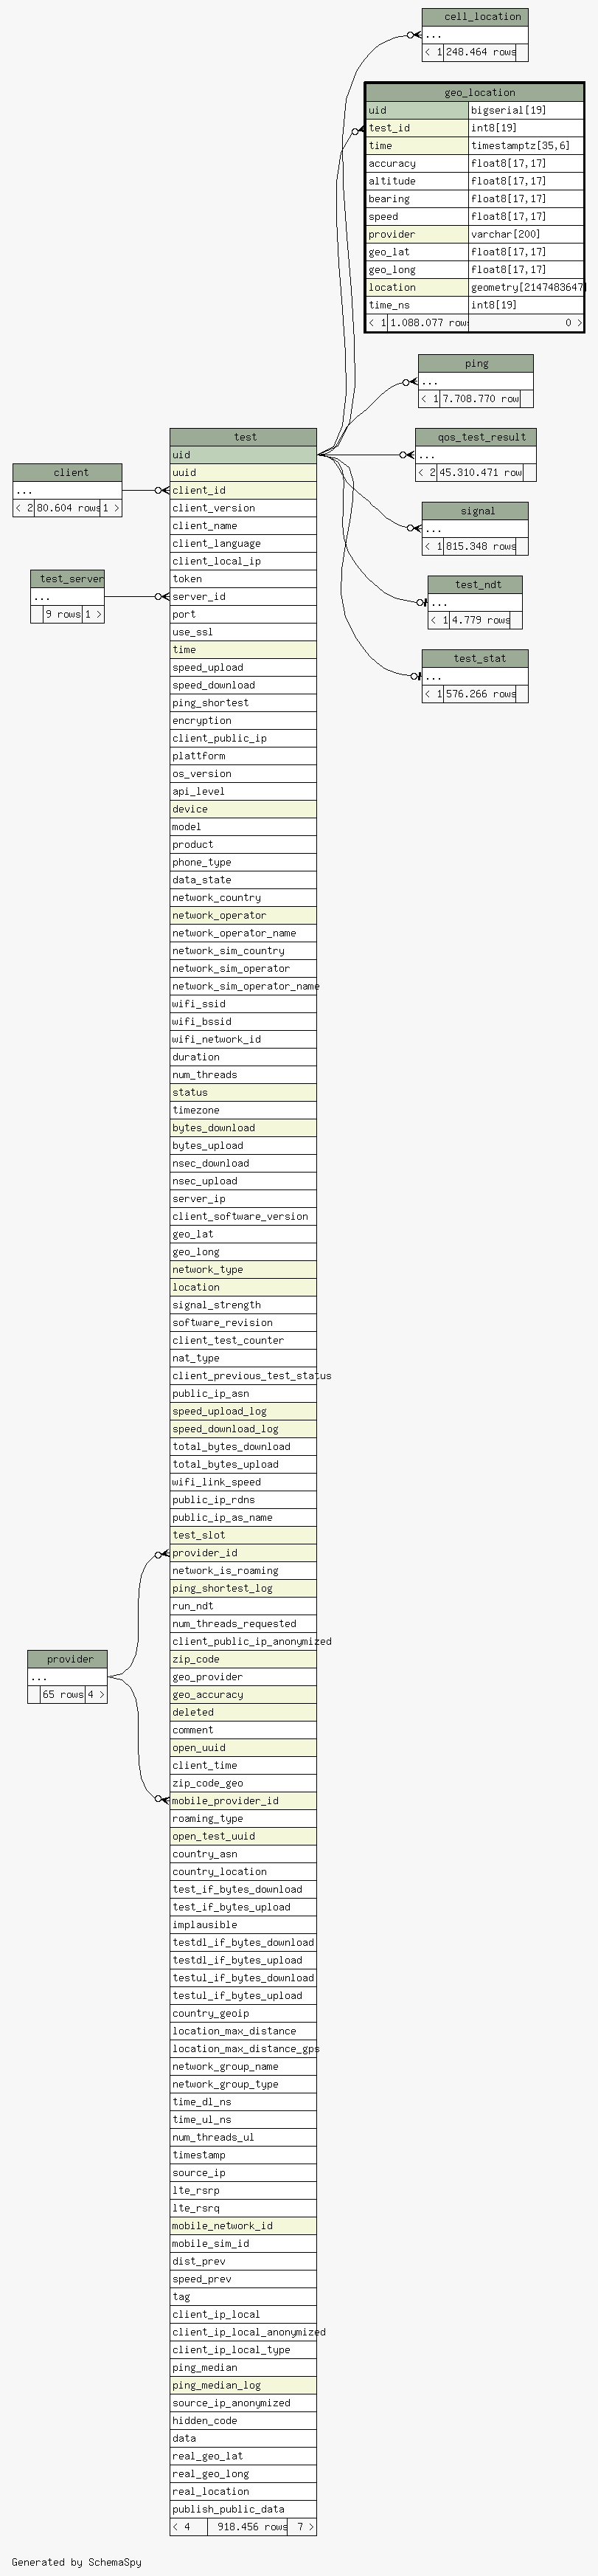 cell_location
...
< 1 248.464 rows
geo_location
uid bigserial[19]
test_id int8[19]
time timestamptz[35,6]
accuracy float8[17,17]
altitude float8[17,17]
bearing float8[17,17]
speed float8[17,17]
provider varchar[200]
geo_lat float8[17,17]
geo_long float8[17,17]
location geometry[2147483647]
time_ns int8[19]
< 1 1.088.077 rows 0 >
ping
...
< 1 7.708.770 row
qos_test_result
...
< 2 45.310.471 row
signal
...
< 1 815.348 rows
test_ndt
...
< 1 4.779 rows
test_stat
...
< 1 576.266 rows
client
...
< 2 80.604 rows 1 >
test_server
...
9 rows 1 >
provider
...
65 rows 4 >
test
uid
uuid
client_id
client_version
client_name
client_language
client_local_ip
token
server_id
port
use_ssl
time
speed_upload
speed_download
ping_shortest
encryption
client_public_ip
plattform
os_version
api_level
device
model
product
phone_type
data_state
network_country
network_operator
network_operator_name
network_sim_country
network_sim_operator
network_sim_operator_name
wifi_ssid
wifi_bssid
wifi_network_id
duration
num_threads
status
timezone
bytes_download
bytes_upload
nsec_download
nsec_upload
server_ip
client_software_version
geo_lat
geo_long
network_type
location
signal_strength
software_revision
client_test_counter
nat_type
client_previous_test_status
public_ip_asn
speed_upload_log
speed_download_log
total_bytes_download
total_bytes_upload
wifi_link_speed
public_ip_rdns
public_ip_as_name
test_slot
provider_id
network_is_roaming
ping_shortest_log
run_ndt
num_threads_requested
client_public_ip_anonymized
zip_code
geo_provider
geo_accuracy
deleted
comment
open_uuid
client_time
zip_code_geo
mobile_provider_id
roaming_type
open_test_uuid
country_asn
country_location
test_if_bytes_download
test_if_bytes_upload
implausible
testdl_if_bytes_download
testdl_if_bytes_upload
testul_if_bytes_download
testul_if_bytes_upload
country_geoip
location_max_distance
location_max_distance_gps
network_group_name
network_group_type
time_dl_ns
time_ul_ns
num_threads_ul
timestamp
source_ip
lte_rsrp
lte_rsrq
mobile_network_id
mobile_sim_id
dist_prev
speed_prev
tag
client_ip_local
client_ip_local_anonymized
client_ip_local_type
ping_median
ping_median_log
source_ip_anonymized
hidden_code
data
real_geo_lat
real_geo_long
real_location
publish_public_data
< 4 918.456 rows 7 >
Generated by SchemaSpy